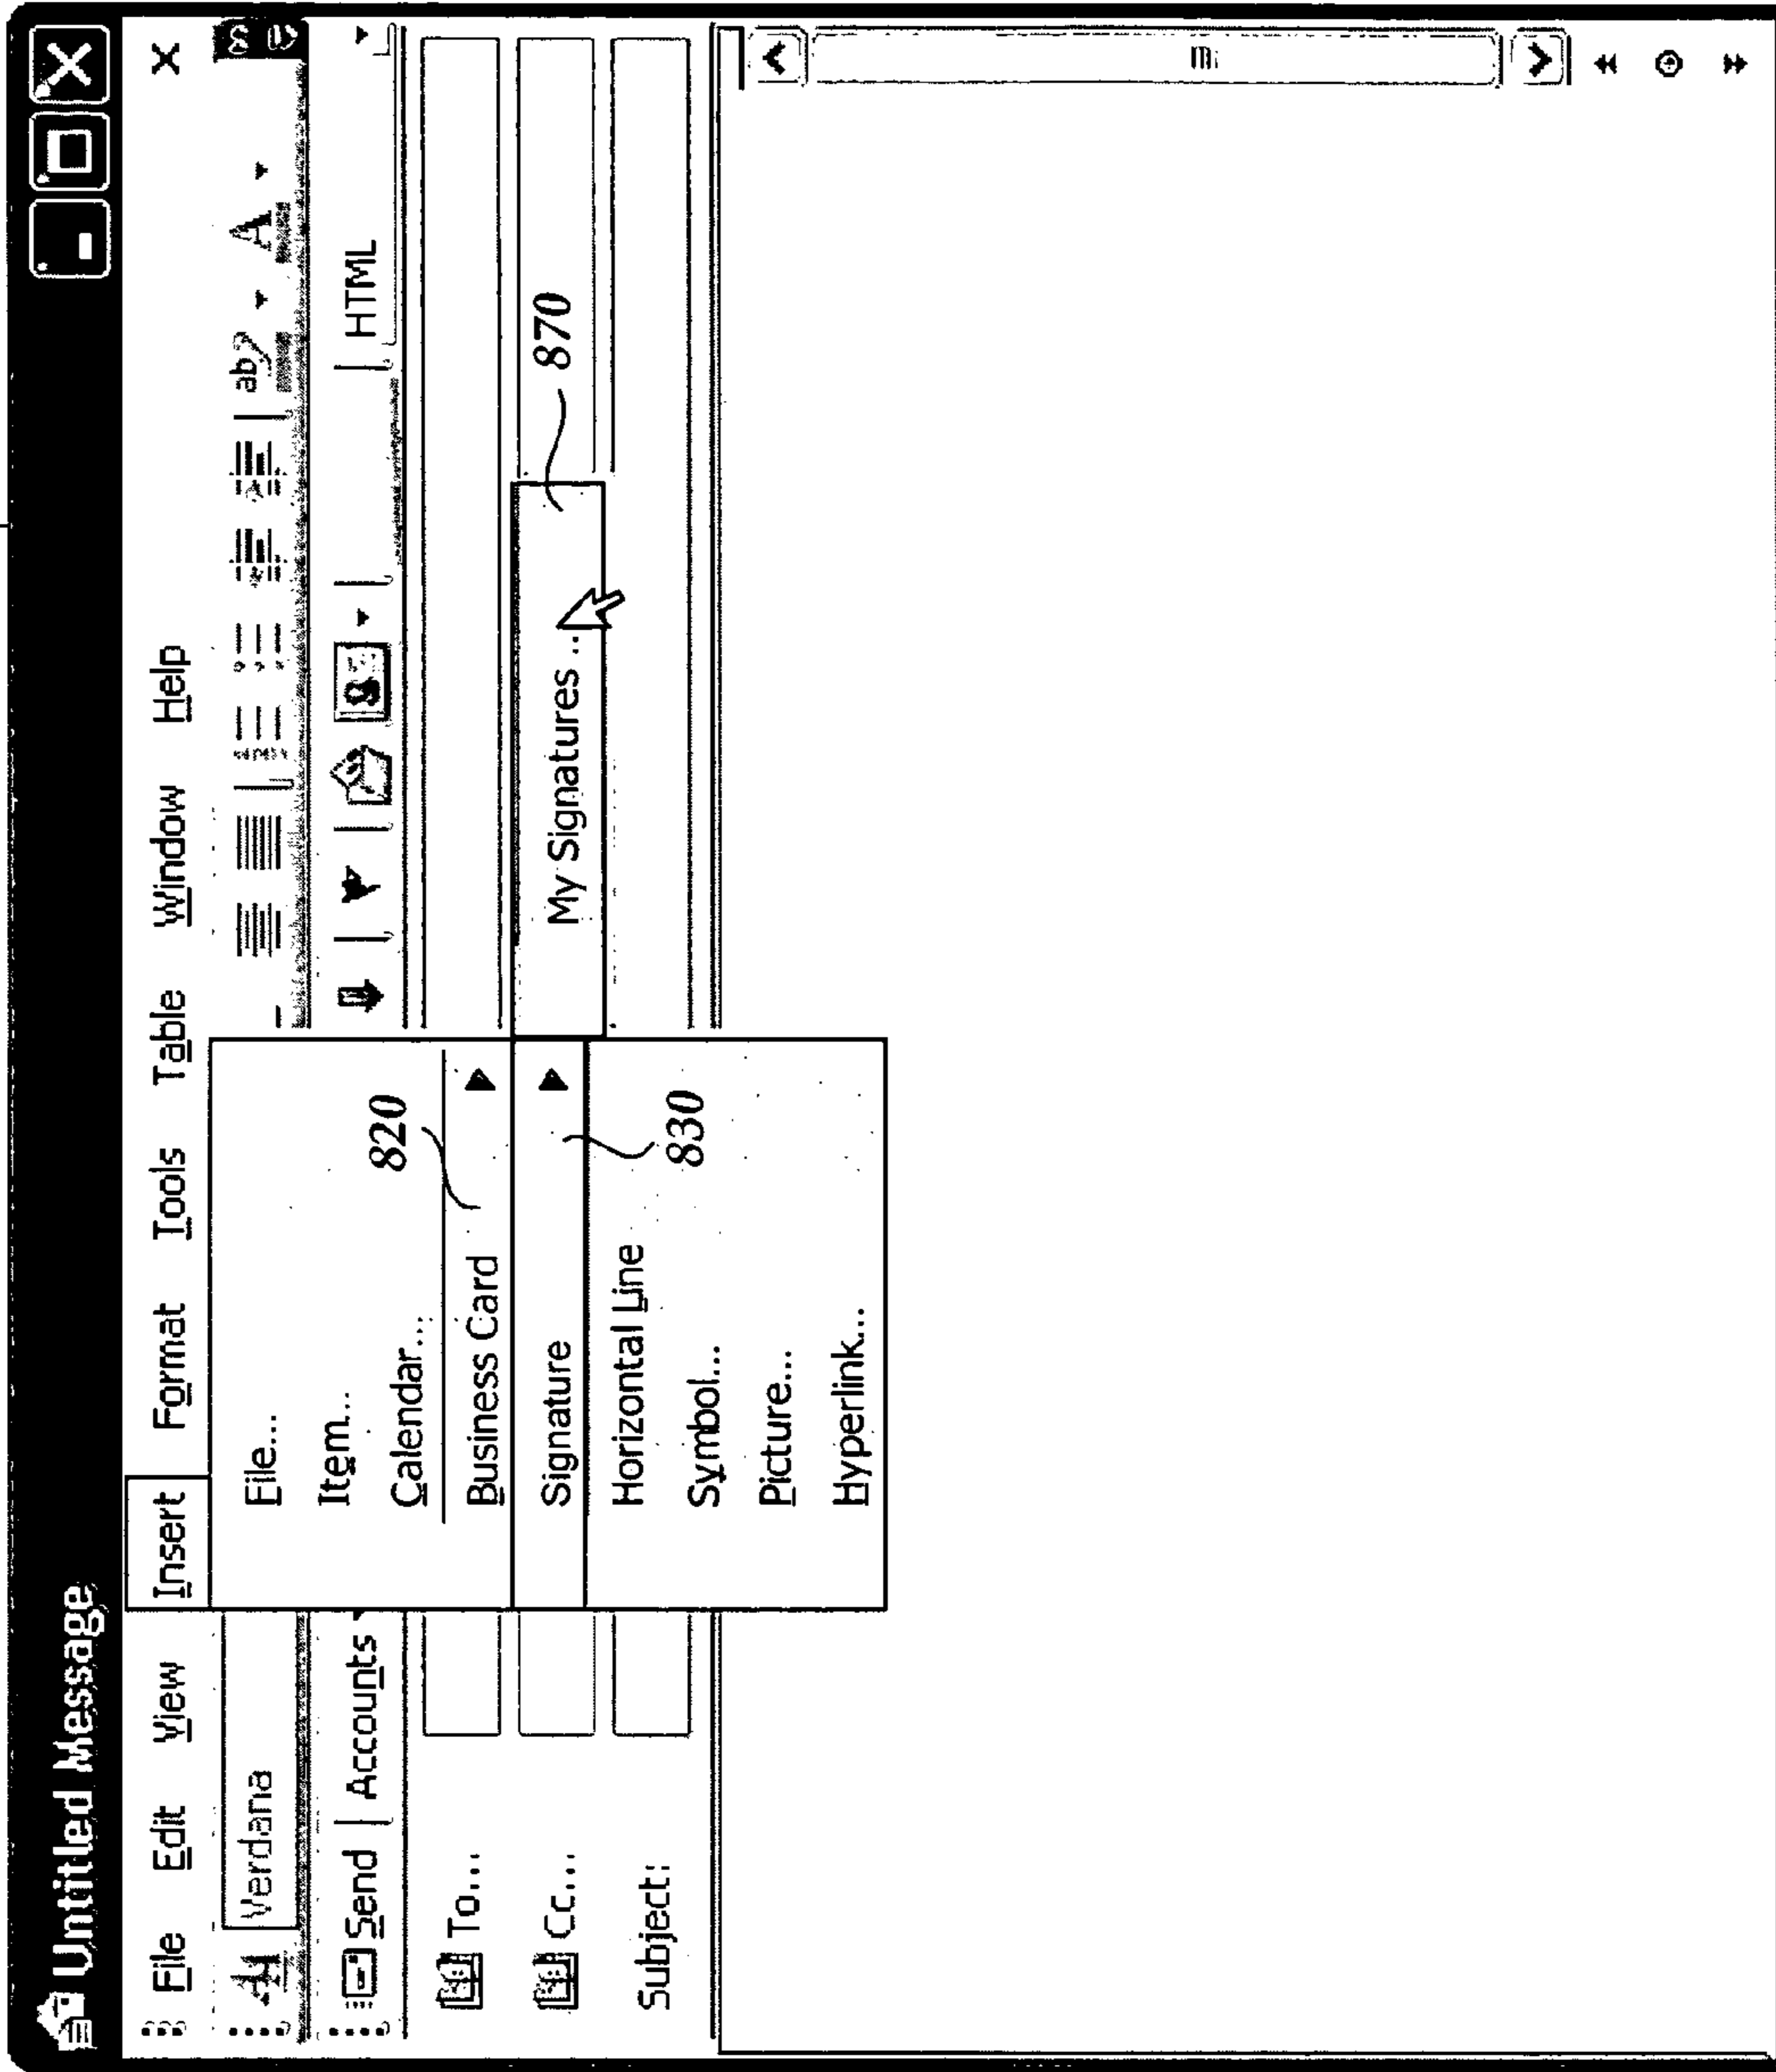 Untitled Message
File Edit View Insert Format Tools Table Window Help
Verdana
Send Accounts HTML
To...
Cc...
Subject:
File...
Item...
Calendar...
820
Business Card
Signature
830
My Signatures ...
870
Horizontal Line
Symbol...
Picture...
Hyperlink...